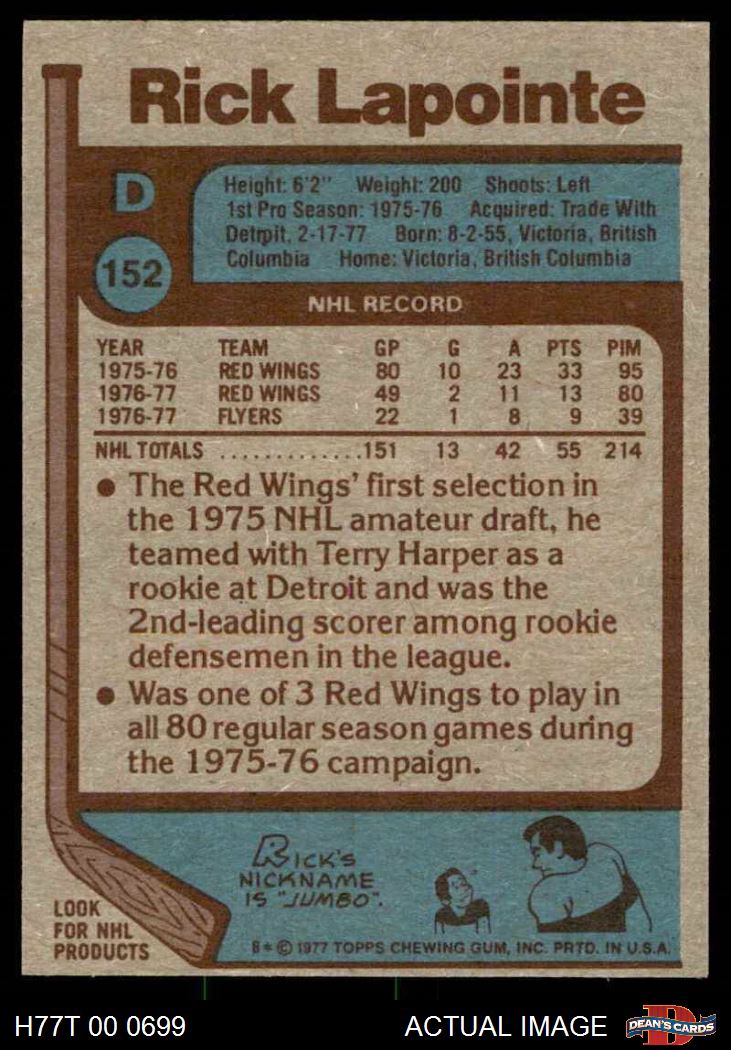 Rick Lapointe
D
Height: 6'2" Weight: 200 Shoots: Left
1st Pro Season: 1975-76 Acquired: Trade With
Detroit, 2-17-77 Born: 8-2-55, Victoria, British
Columbia Home: Victoria, British Columbia
152
NHL RECORD
YEAR TEAM GP G A PTS PIM
1975-76 RED WINGS 80 10 23 33 95
1976-77 RED WINGS 49 2 11 13 80
1976-77 FLYERS 22 1 8 9 39
NHL TOTALS .............151 13 42 55 214
● The Red Wings' first selection in
the 1975 NHL amateur draft, he
teamed with Terry Harper as a
rookie at Detroit and was the
2nd-leading scorer among rookie
defensemen in the league.
● Was one of 3 Red Wings to play in
all 80 regular season games during
the 1975-76 campaign.
RICK'S
NICKNAME
IS "JUMBO".
LOOK
FOR NHL
PRODUCTS
B* © 1977 TOPPS CHEWING GUM, INC. PRTD. IN U.S.A.
H77T 00 0699 ACTUAL IMAGE DEAN'S CARDS